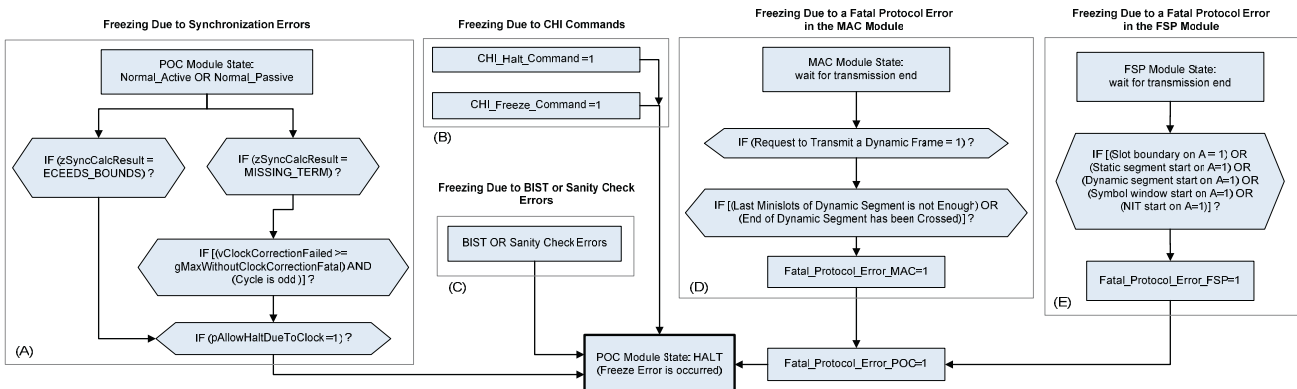 Freezing Due to Synchronization Errors
POC Module State:
Normal_Active OR Normal_Passive
IF (zSyncCalcResult =
ECEEDS_BOUNDS) ?
IF (zSyncCalcResult =
MISSING_TERM) ?
IF [(vClockCorrectionFailed >=
gMaxWithoutClockCorrectionFatal) AND
(Cycle is odd)] ?
IF (pAllowHaltDueToClock=1) ?
(A)
Freezing Due to CHI Commands
CHI_Halt_Command =1
CHI_Freeze_Command =1
(B)
Freezing Due to BIST or Sanity Check
Errors
BIST OR Sanity Check Errors
(C)
POC Module State: HALT
(Freeze Error is occurred)
Freezing Due to a Fatal Protocol Error
in the MAC Module
MAC Module State:
wait for transmission end
IF (Request to Transmit a Dynamic Frame = 1) ?
IF [(Last Minislots of Dynamic Segment is not Enough) OR
(End of Dynamic Segment has been Crossed)] ?
Fatal_Protocol_Error_MAC=1
(D)
Fatal_Protocol_Error_POC=1
Freezing Due to a Fatal Protocol Error
in the FSP Module
FSP Module State:
wait for transmission end
IF [(Slot boundary on A = 1) OR
(Static segment start on A=1) OR
(Dynamic segment start on A=1) OR
(Symbol window start on A=1) OR
(NIT start on A=1)] ?
Fatal_Protocol_Error_FSP=1
(E)